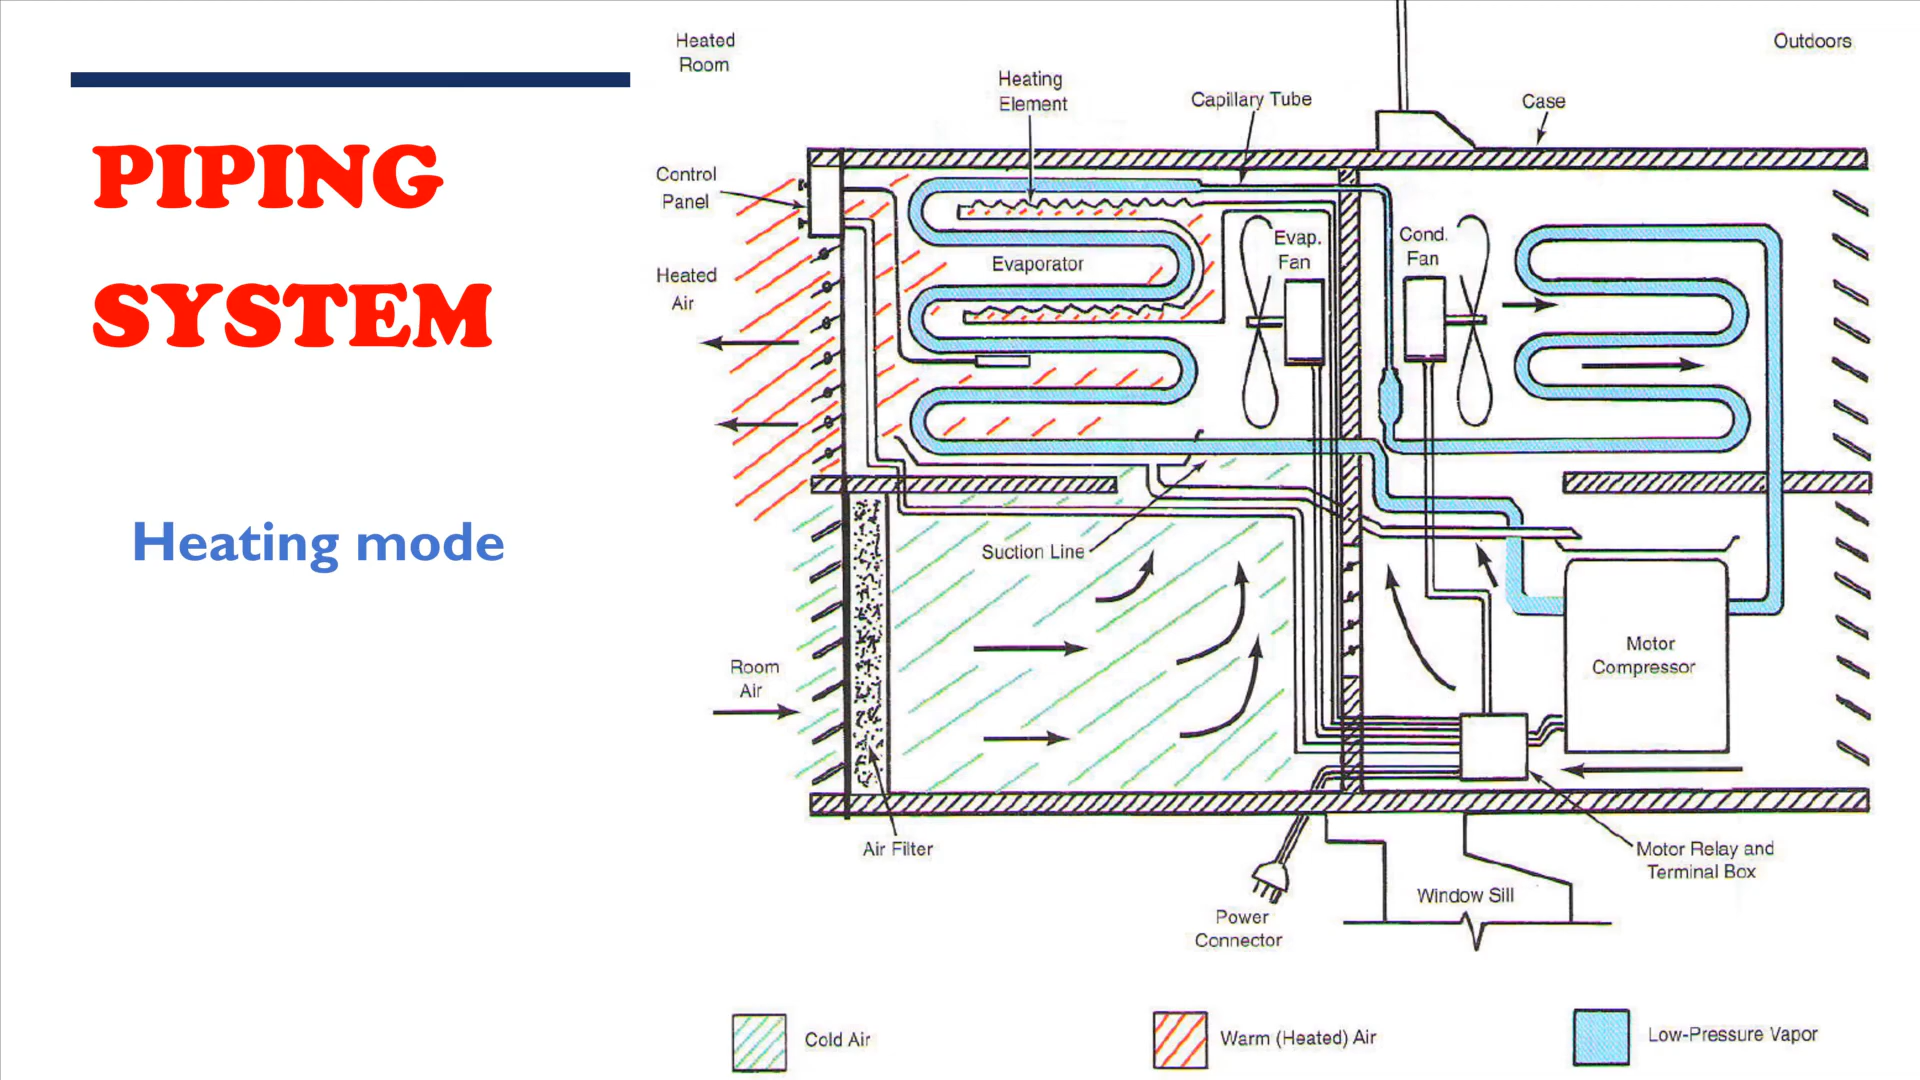 PIPING
SYSTEM
Heating mode
Heated
Room
Outdoors
Heating
Element
Capillary Tube
Case
Control
Panel
Evap.
Fan
Cond.
Fan
Evaporator
Heated
Air
Suction Line
Motor
Compressor
Room
Air
Air Filter
Motor Relay and
Terminal Box
Window Sill
Power
Connector
Cold Air
Warm (Heated) Air
Low-Pressure Vapor